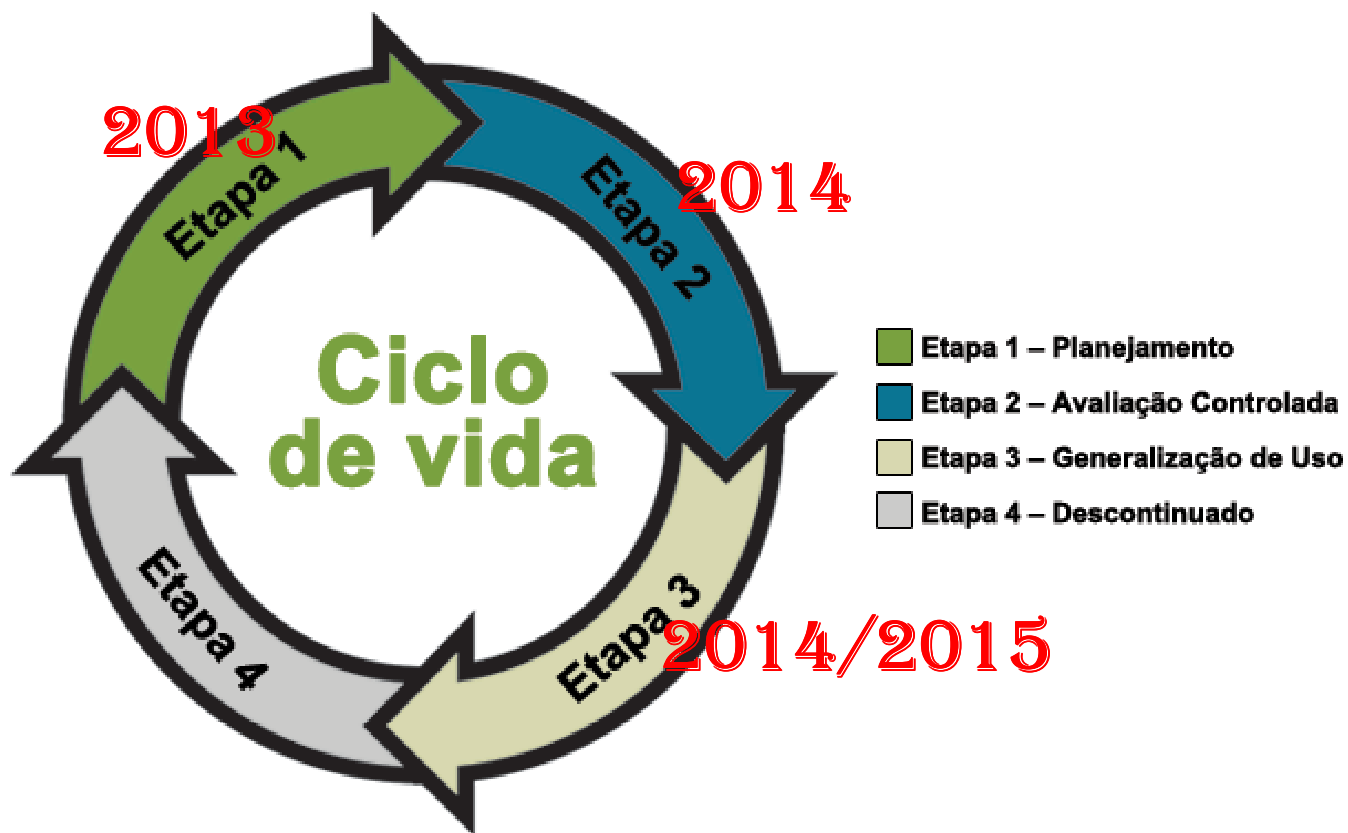 2013
Etapa 1
2014
Etapa 2
Ciclo
de vida
Etapa 1 – Planejamento
Etapa 2 – Avaliação Controlada
Etapa 3 – Generalização de Uso
Etapa 4 – Descontinuado
Etapa 3
2014/2015
Etapa 4